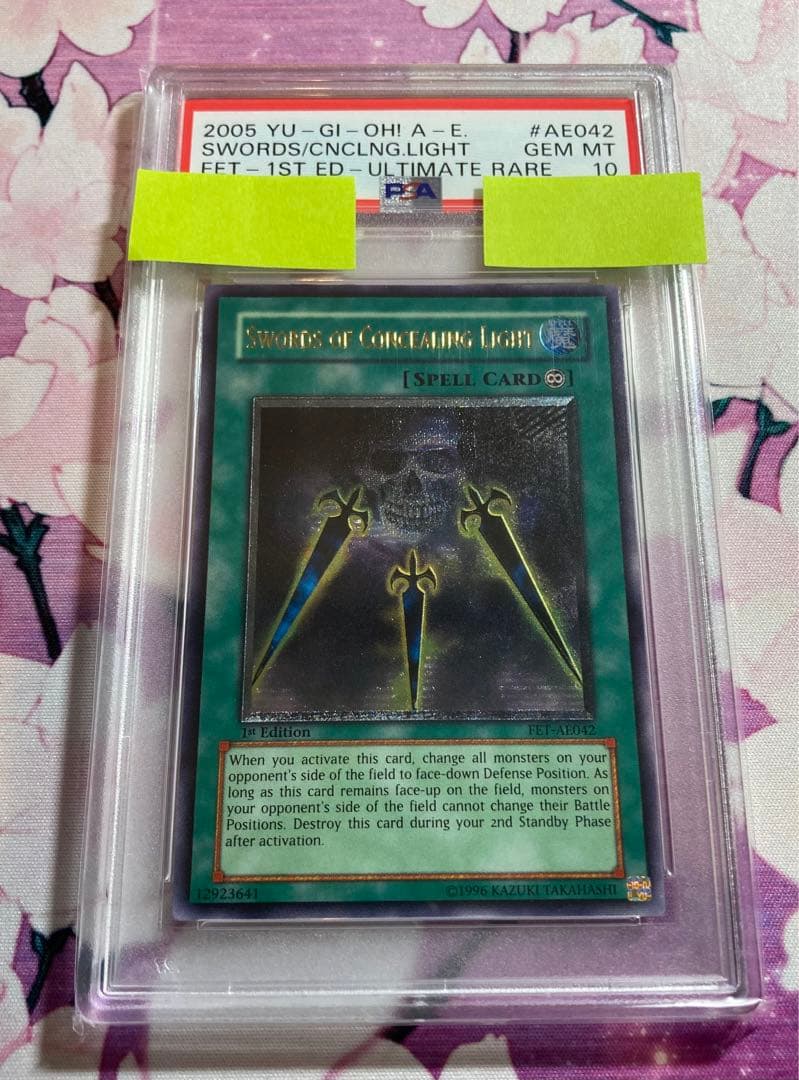 2005 YU-GI-OH! A-E. #AE042
SWORDS/CNCLNG.LIGHT GEM MT
FET-1ST ED-ULTIMATE RARE 10
PSA
SWORDS OF CONCEALING LIGHT
SPELL
魔
[SPELL CARD∞]
1st Edition FET-AE042
When you activate this card, change all monsters on your
opponent's side of the field to face-down Defense Position. As
long as this card remains face-up on the field, monsters on
your opponent's side of the field cannot change their Battle
Positions. Destroy this card during your 2nd Standby Phase
after activation.
12923641 ©1996 KAZUKI TAKAHASHI